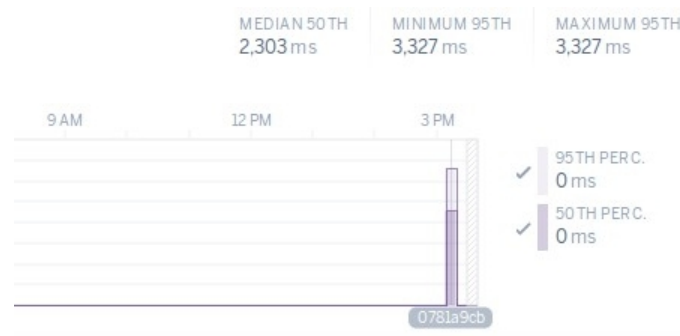 MEDIAN 50TH MINIMUM 95TH MAXIMUM 95TH
2,303 ms 3,327 ms 3,327 ms
9 AM 12 PM 3 PM
95TH PERC.
0 ms
50TH PERC.
0 ms
0781a9cb